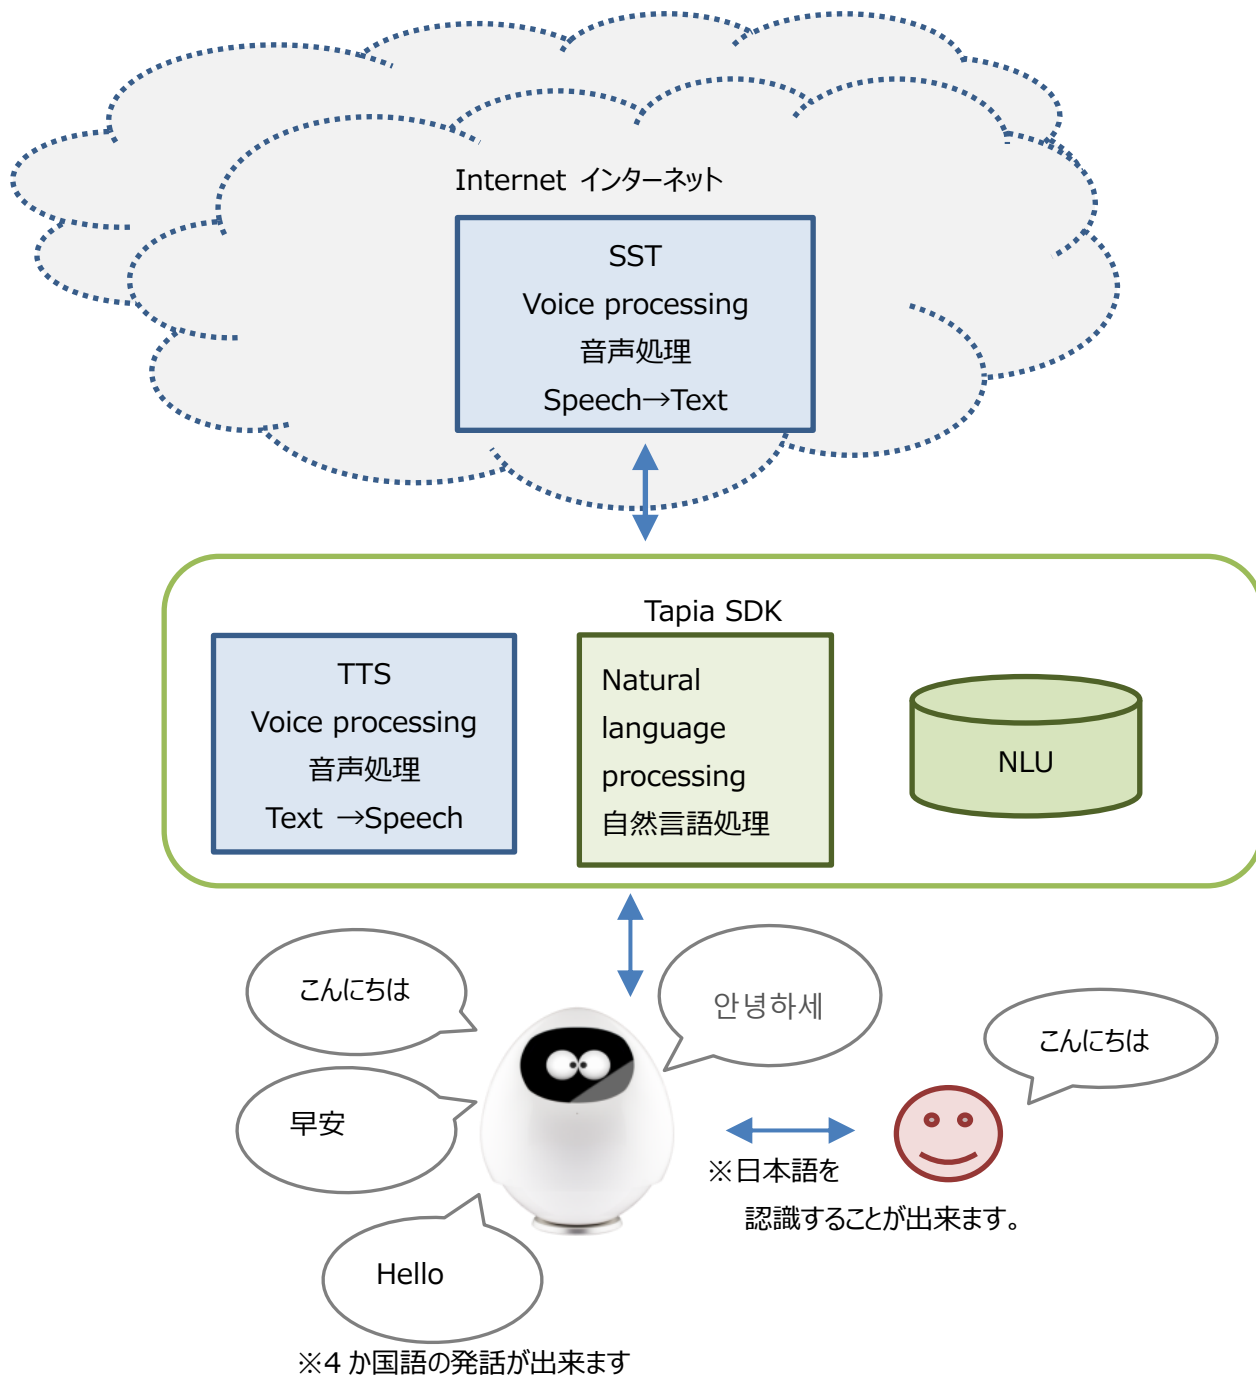 Internet インターネット
SST
Voice processing
音声処理
Speech→Text
Tapia SDK
TTS
Voice processing
音声処理
Text →Speech
Natural
language
processing
自然言語処理
NLU
こんにちは
안녕하세
こんにちは
早安
※日本語を
認識することが出来ます。
Hello
※4 か国語の発話が出来ます